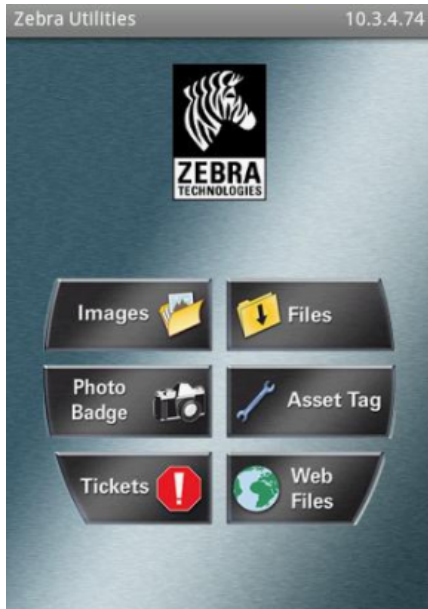 Zebra Utilities 10.3.4.74
ZEBRA
TECHNOLOGIES
Images
Files
Photo
Badge
Asset Tag
Tickets
Web
Files